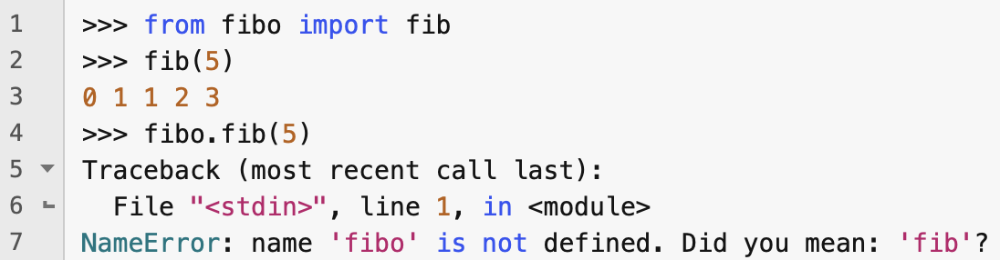 1 >>> from fibo import fib
2 >>> fib(5)
3 0 1 1 2 3
4 >>> fibo.fib(5)
5 Traceback (most recent call last):
6   File "<stdin>", line 1, in <module>
7 NameError: name 'fibo' is not defined. Did you mean: 'fib'?